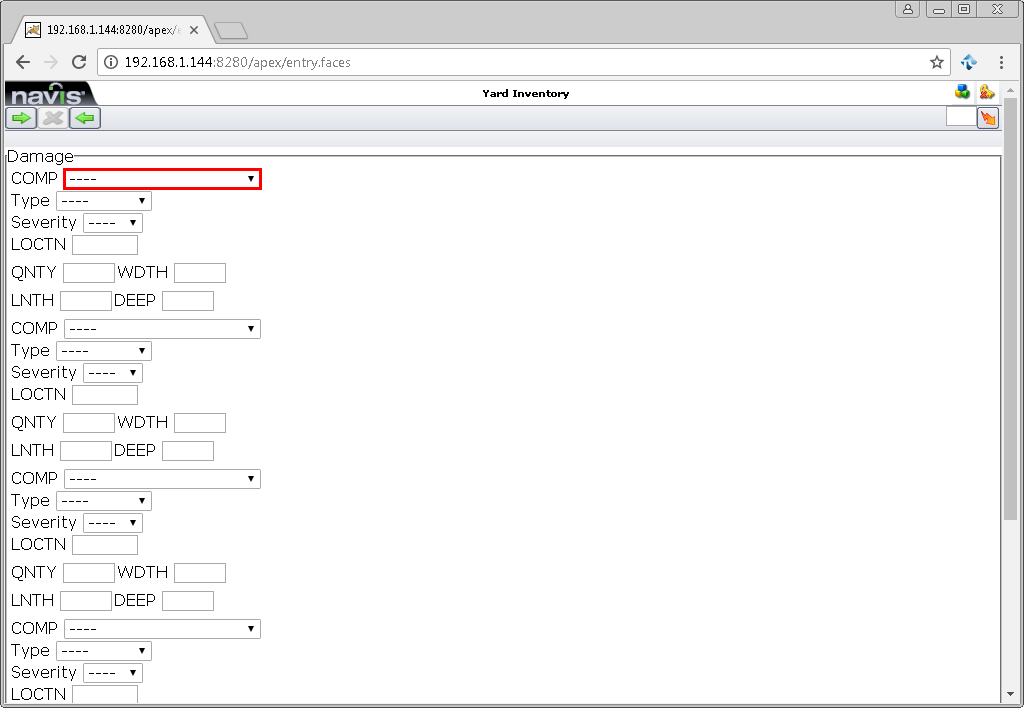 192.168.1.144:8280/apex/e
192.168.1.144:8280/apex/entry.faces
navis
Yard Inventory
Damage
COMP ----
Type ----
Severity ----
LOCTN
QNTY WDTH
LNTH DEEP
COMP ----
Type ----
Severity ----
LOCTN
QNTY WDTH
LNTH DEEP
COMP ----
Type ----
Severity ----
LOCTN
QNTY WDTH
LNTH DEEP
COMP ----
Type ----
Severity ----
LOCTN